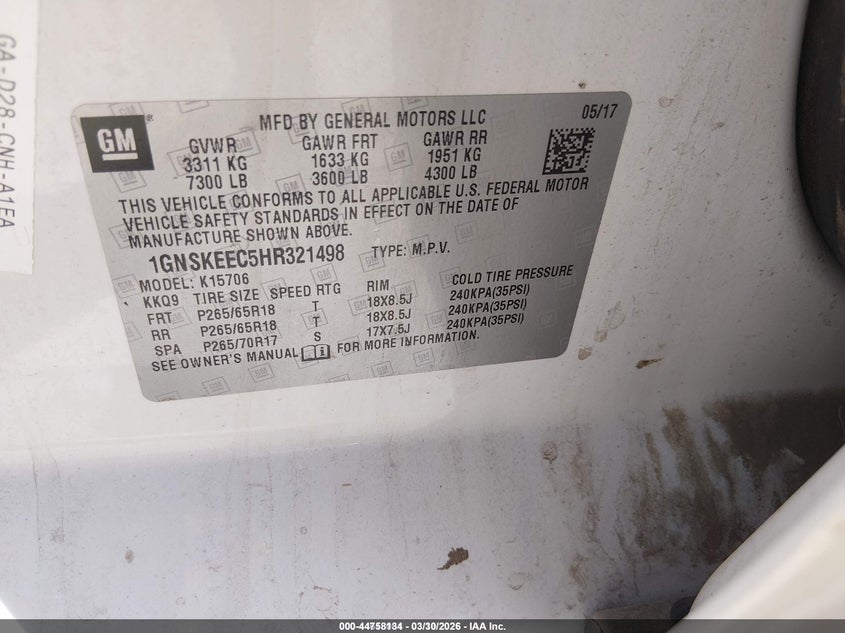 GA-D28-CNH-A1EA
GM
MFD BY GENERAL MOTORS LLC 05/17
GVWR GAWR FRT GAWR RR
3311 KG 1633 KG 1951 KG
7300 LB 3600 LB 4300 LB
THIS VEHICLE CONFORMS TO ALL APPLICABLE U.S. FEDERAL MOTOR
VEHICLE SAFETY STANDARDS IN EFFECT ON THE DATE OF
MANUFACTURE SHOWN ABOVE.
1GNSKEEC5HR321498 TYPE: M.P.V.
MODEL: K15706
KKQ9 TIRE SIZE SPEED RTG RIM COLD TIRE PRESSURE
FRT P265/65R18 T 18X8.5J 240KPA(35PSI)
RR P265/65R18 T 18X8.5J 240KPA(35PSI)
SPA P265/70R17 S 17X7.5J 240KPA(35PSI)
SEE OWNER'S MANUAL FOR MORE INFORMATION.
000-44758134 - 03/30/2026 - IAA Inc.